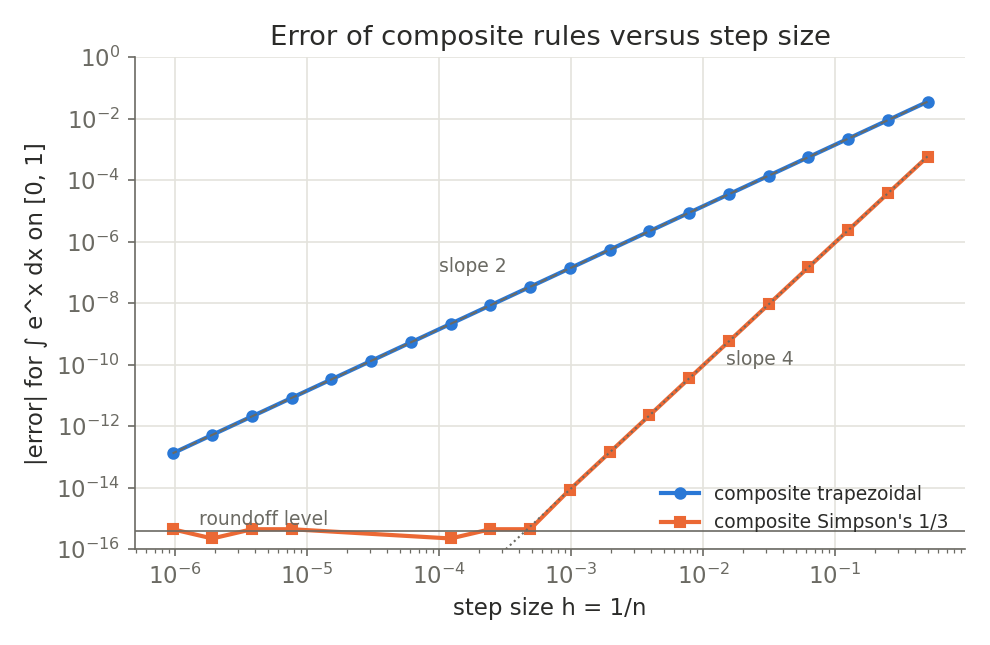 Error of composite rules versus step size
|error| for ∫ e^x dx on [0, 1]
10⁰
10⁻²
10⁻⁴
10⁻⁶
10⁻⁸
10⁻¹⁰
10⁻¹²
10⁻¹⁴
10⁻¹⁶
slope 2
slope 4
roundoff level
composite trapezoidal
composite Simpson's 1/3
10⁻⁶
10⁻⁵
10⁻⁴
10⁻³
10⁻²
10⁻¹
step size h = 1/n